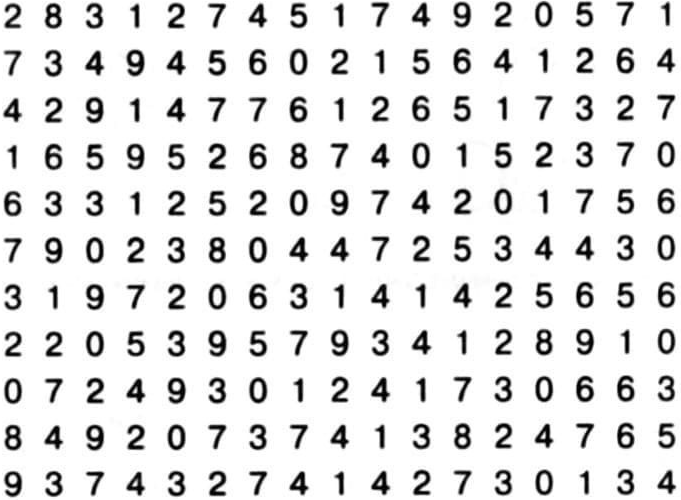 2 8 3 1 2 7 4 5 1 7 4 9 2 0 5 7 1
7 3 4 9 4 5 6 0 2 1 5 6 4 1 2 6 4
4 2 9 1 4 7 7 6 1 2 6 5 1 7 3 2 7
1 6 5 9 5 2 6 8 7 4 0 1 5 2 3 7 0
6 3 3 1 2 5 2 0 9 7 4 2 0 1 7 5 6
7 9 0 2 3 8 0 4 4 7 2 5 3 4 4 3 0
3 1 9 7 2 0 6 3 1 4 1 4 2 5 6 5 6
2 2 0 5 3 9 5 7 9 3 4 1 2 8 9 1 0
0 7 2 4 9 3 0 1 2 4 1 7 3 0 6 6 3
8 4 9 2 0 7 3 7 4 1 3 8 2 4 7 6 5
9 3 7 4 3 2 7 4 1 4 2 7 3 0 1 3 4